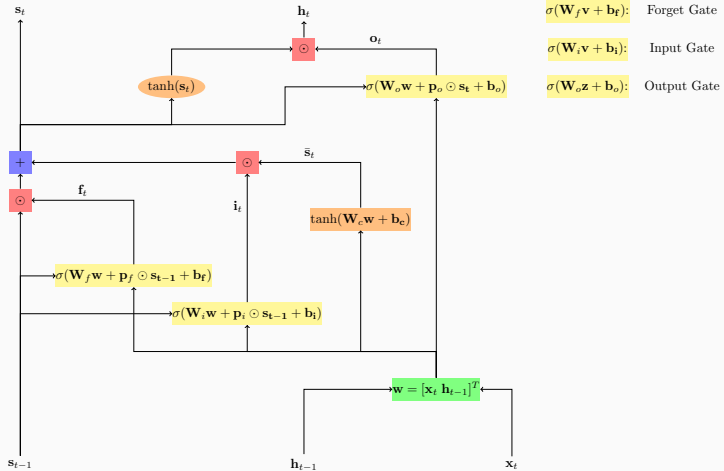 s_t
h_t
σ(W_f v + b_f): Forget Gate
⊙
o_t
σ(W_i v + b_i): Input Gate
tanh(s_t)
σ(W_o w + p_o ⊙ s_t + b_o)
σ(W_o z + b_o): Output Gate
+
⊙
s̄_t
⊙
f_t
i_t
tanh(W_c w + b_c)
σ(W_f w + p_f ⊙ s_{t-1} + b_f)
σ(W_i w + p_i ⊙ s_{t-1} + b_i)
w = [x_t h_{t-1}]^T
s_{t-1}
h_{t-1}
x_t